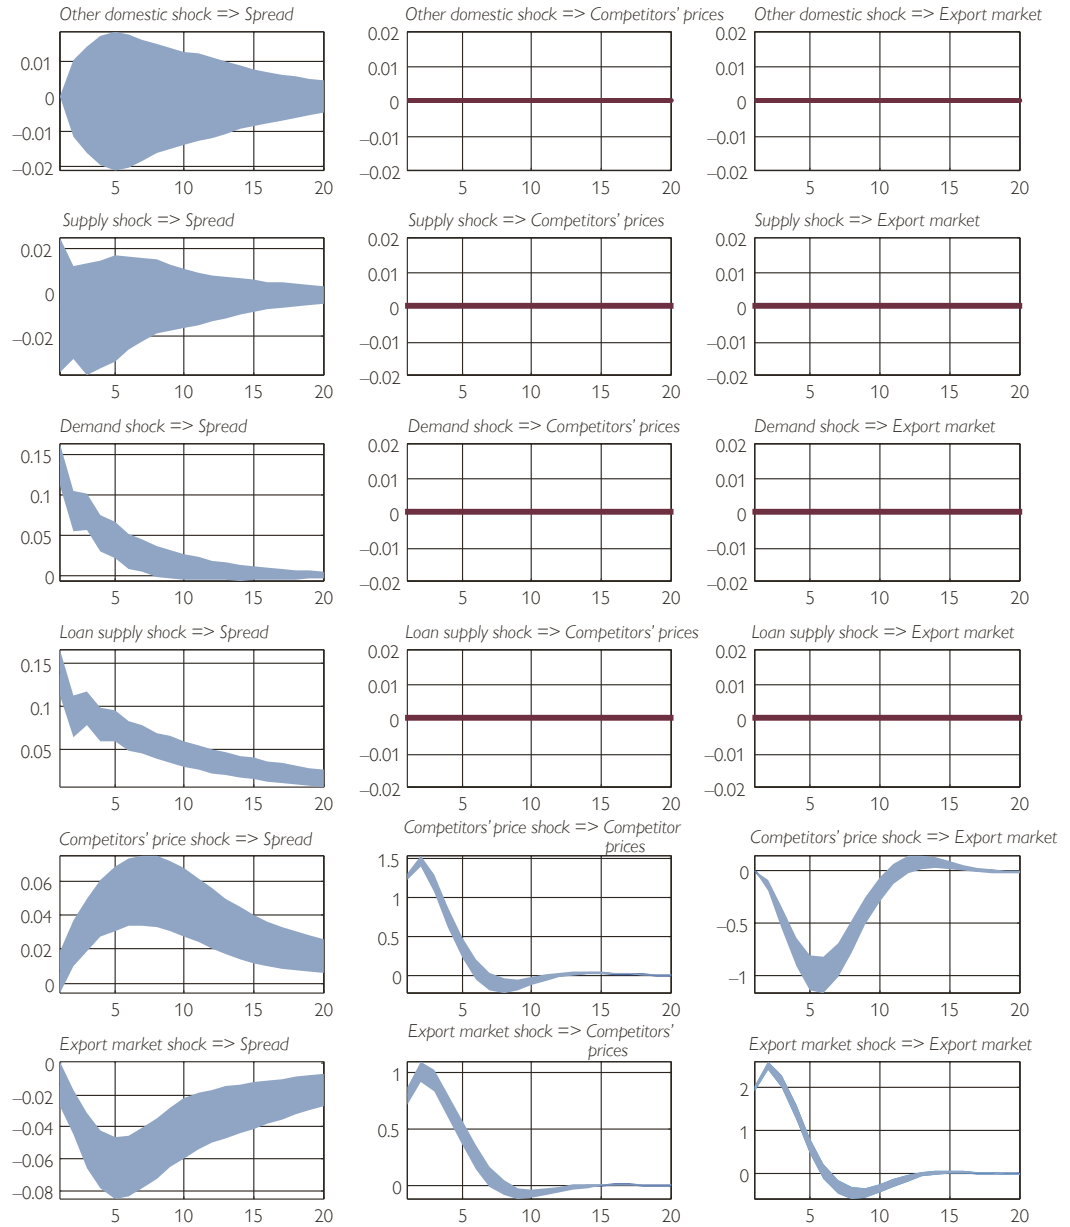 Other domestic shock => Spread
Other domestic shock => Competitors' prices
Other domestic shock => Export market
0.01
0
–0.01
–0.02
5 10 15 20
0.02
0.01
0
–0.01
–0.02
5 10 15 20
0.02
0.01
0
–0.01
–0.02
5 10 15 20
Supply shock => Spread
Supply shock => Competitors' prices
Supply shock => Export market
0.02
0
–0.02
5 10 15 20
0.02
0.01
0
–0.01
–0.02
5 10 15 20
0.02
0.01
0
–0.01
–0.02
5 10 15 20
Demand shock => Spread
Demand shock => Competitors' prices
Demand shock => Export market
0.15
0.1
0.05
0
5 10 15 20
0.02
0.01
0
–0.01
–0.02
5 10 15 20
0.02
0.01
0
–0.01
–0.02
5 10 15 20
Loan supply shock => Spread
Loan supply shock => Competitors' prices
Loan supply shock => Export market
0.15
0.1
0.05
5 10 15 20
0.02
0.01
0
–0.01
–0.02
5 10 15 20
0.02
0.01
0
–0.01
–0.02
5 10 15 20
Competitors' price shock => Spread
Competitors' price shock => Competitor
prices
Competitors' price shock => Export market
0.06
0.04
0.02
0
5 10 15 20
1.5
1
0.5
0
5 10 15 20
0
–0.5
–1
5 10 15 20
Export market shock => Spread
Export market shock => Competitors'
prices
Export market shock => Export market
0
–0.02
–0.04
–0.06
–0.08
5 10 15 20
1
0.5
0
5 10 15 20
2
1
0
5 10 15 20